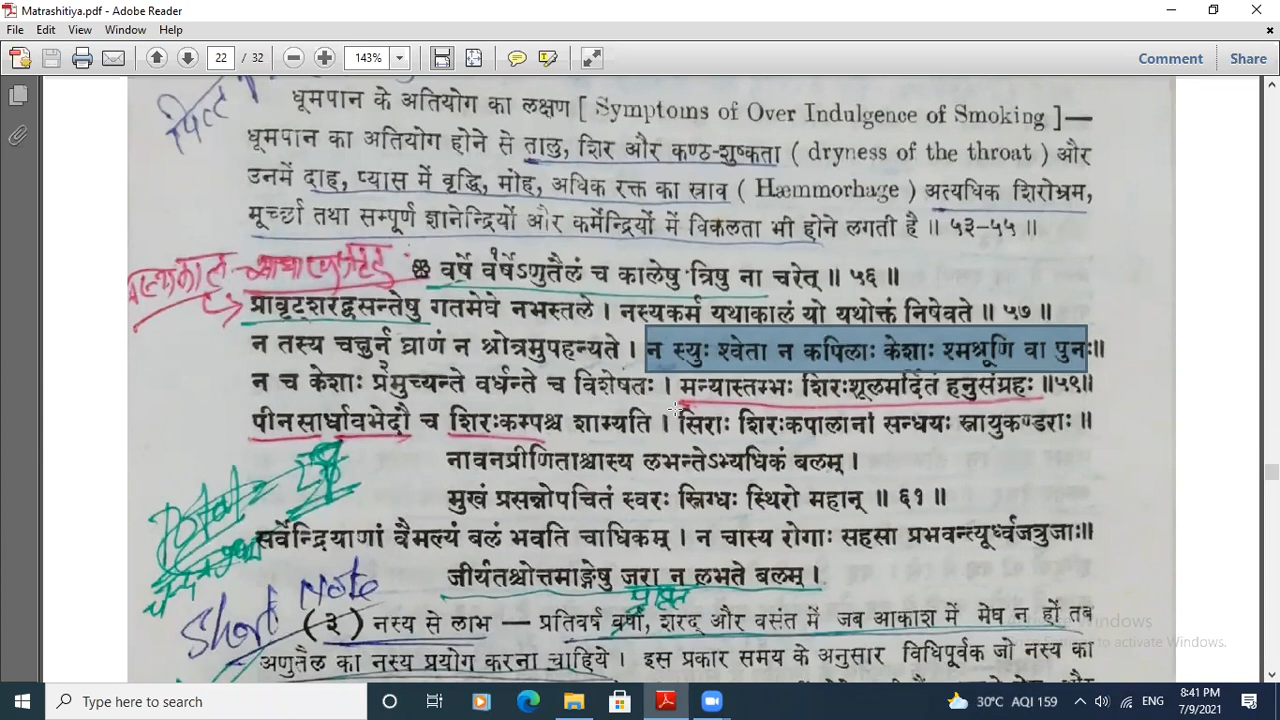 Matrashitiya.pdf - Adobe Reader
File Edit View Window Help
22 / 32 143% Comment Share
पित्त
धूमपान के अतियोग का लक्षण [ Symptoms of Over Indulgence of Smoking ]—
धूमपान का अतियोग होने से तालु, शिर और कण्ठ-शुष्कता ( dryness of the throat ) और
उनमें दाह, प्यास में वृद्धि, मोह, अधिक रक्त का स्राव ( Hæmmorhage ) अत्यधिक शिरोभ्रम,
मूर्च्छा तथा सम्पूर्ण ज्ञानेन्द्रियों और कर्मेन्द्रियों में विकलता भी होने लगती है ॥ ५३-५५ ॥
वर्षे वर्षेऽणुतैलं च कालेषु त्रिषु ना चरेत् ॥ ५६ ॥
प्रावृट्शरद्वसन्तेषु गतमेघे नभस्तले । नस्यकर्म यथाकालं यो यथोक्तं निषेवते ॥ ५७ ॥
न तस्य चक्षुर्न घ्राणं न श्रोत्रमुपहन्यते । न स्युः श्वेता न कपिलाः केशाः श्मश्रूणि वा पुनः॥
न च केशाः प्रमुच्यन्ते वर्धन्ते च विशेषतः । मन्यास्तम्भः शिरःशूलमर्दितं हनुसंग्रहः ॥५९॥
पीनसार्धावभेदौ च शिरःकम्पश्च शाम्यति । सिराः शिरःकपालानां सन्धयः स्नायुकण्डराः ॥
नावनप्रीणिताश्चास्य लभन्तेऽभ्यधिकं बलम् ।
मुखं प्रसन्नोपचितं स्वरः स्निग्धः स्थिरो महान् ॥ ६१ ॥
सर्वेन्द्रियाणां वैमल्यं बलं भवति चाधिकम् । न चास्य रोगाः सहसा प्रभवन्त्यूर्ध्वजत्रुजाः॥
जीर्यतश्चोत्तमाङ्गेषु जरा न लभते बलम् ।
Short Note
(३) नस्य से लाभ — प्रतिवर्ष वर्षा, शरद् और वसंत में जब आकाश में मेघ न हों तब
अणुतैल का नस्य प्रयोग करना चाहिये । इस प्रकार समय के अनुसार विधिपूर्वक जो नस्य का
Windows
to activate Windows.
Type here to search
30°C AQI 159 ENG 8:41 PM
7/9/2021